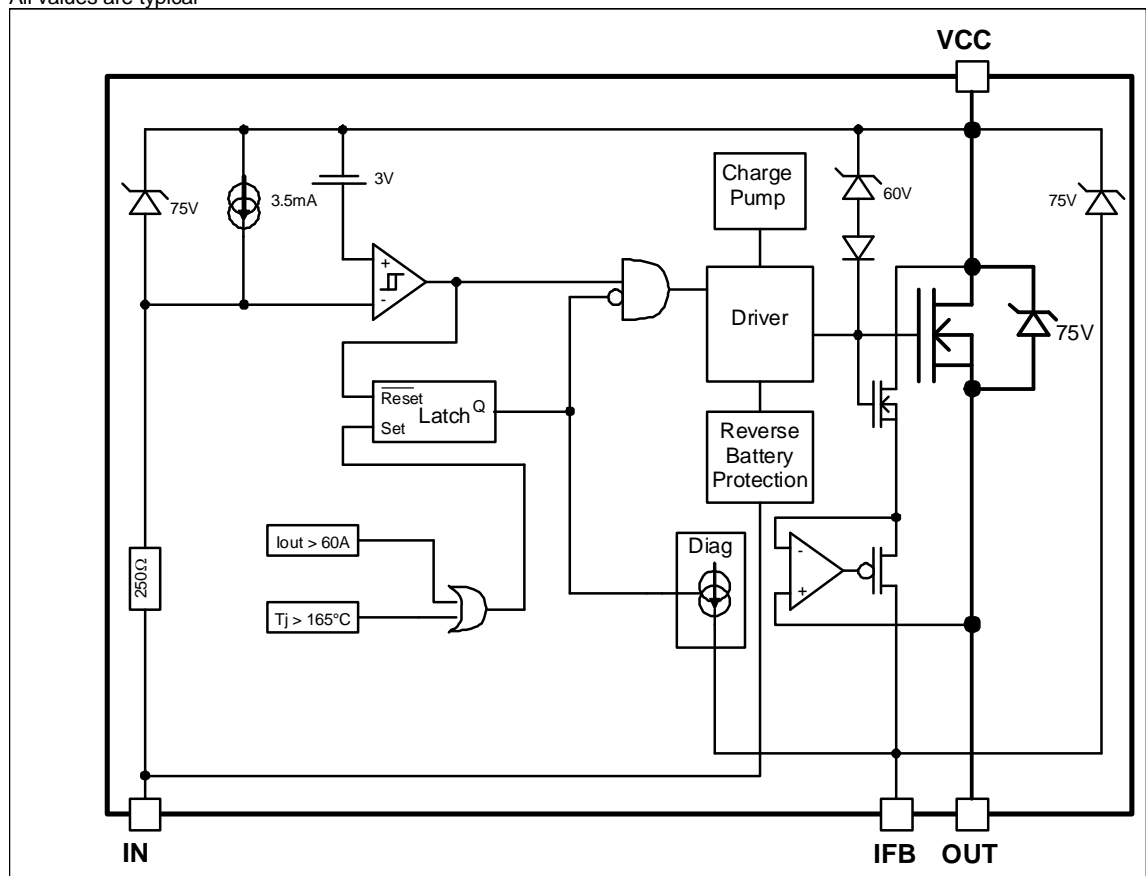 All values are typical
VCC
75V
3.5mA
3V
Charge
Pump
60V
75V
+
-
Driver
75V
Reset
Latch
Q
Set
Reverse
Battery
Protection
Iout > 60A
Diag
-
+
250Ω
Tj > 165°C
IN
IFB
OUT